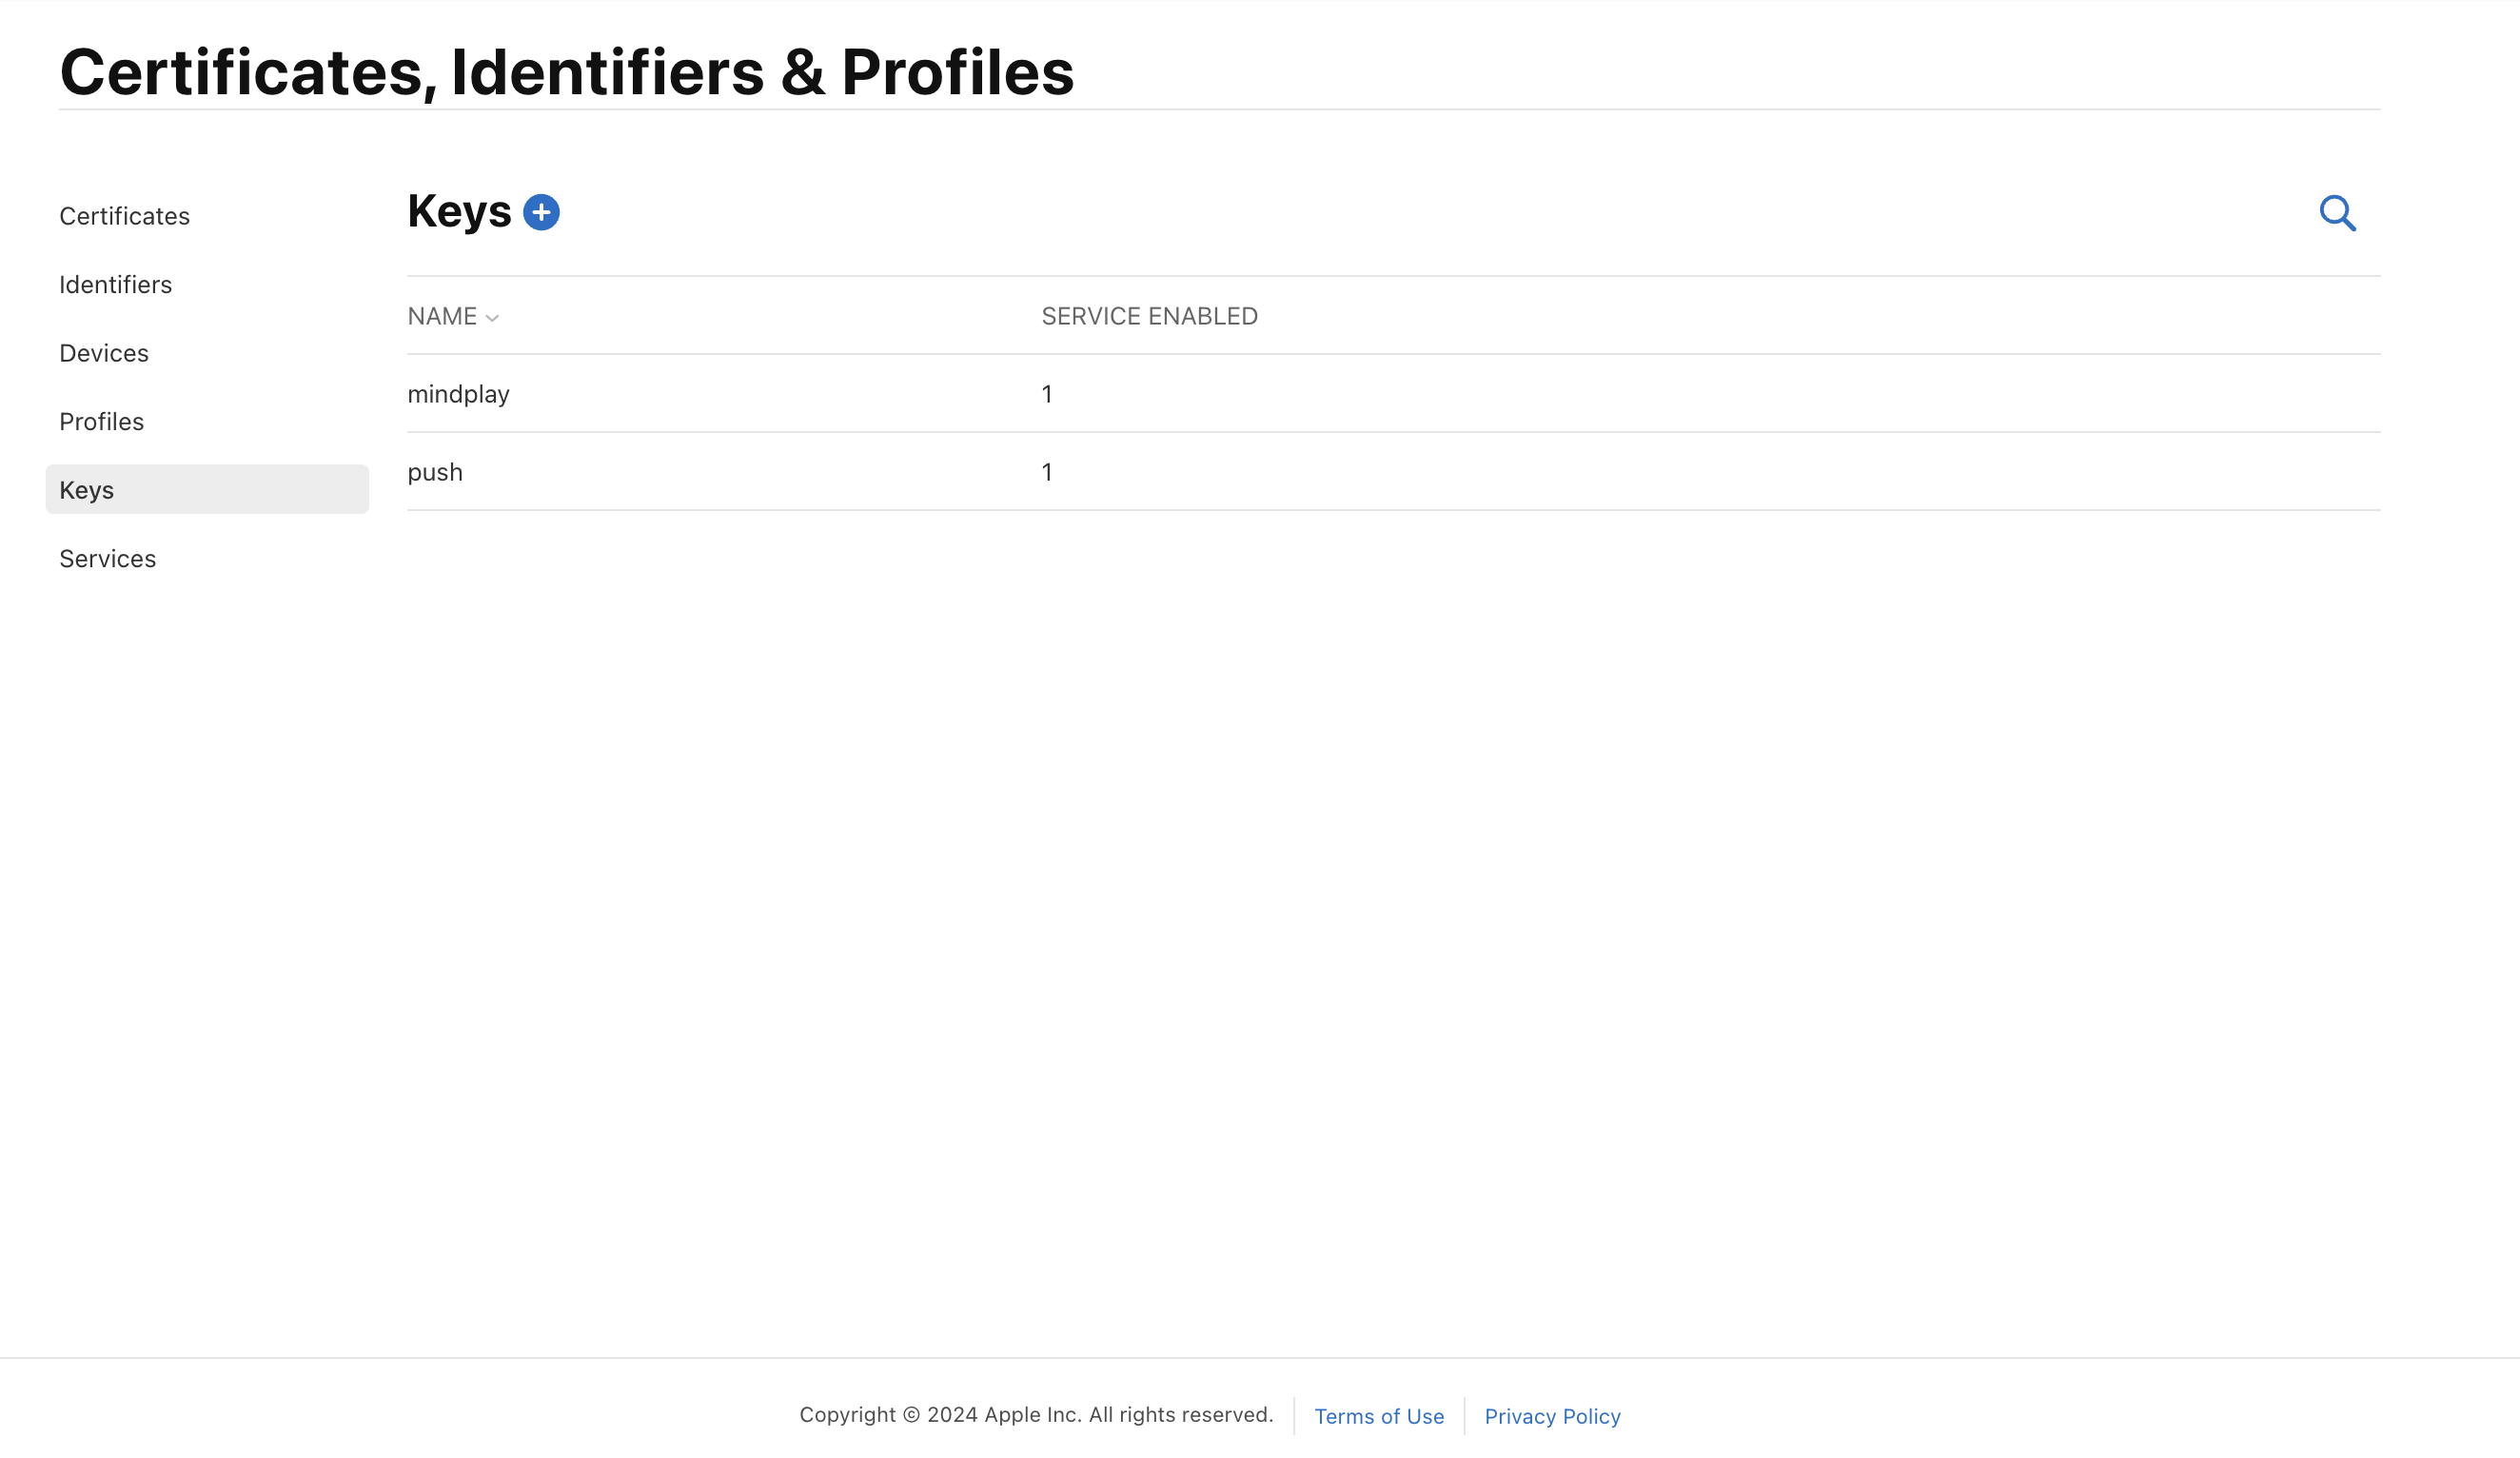 Certificates, Identifiers & Profiles
Certificates
Identifiers
Devices
Profiles
Keys
Services
Keys
NAME
SERVICE ENABLED
mindplay
1
push
1
Copyright © 2024 Apple Inc. All rights reserved.
Terms of Use
Privacy Policy